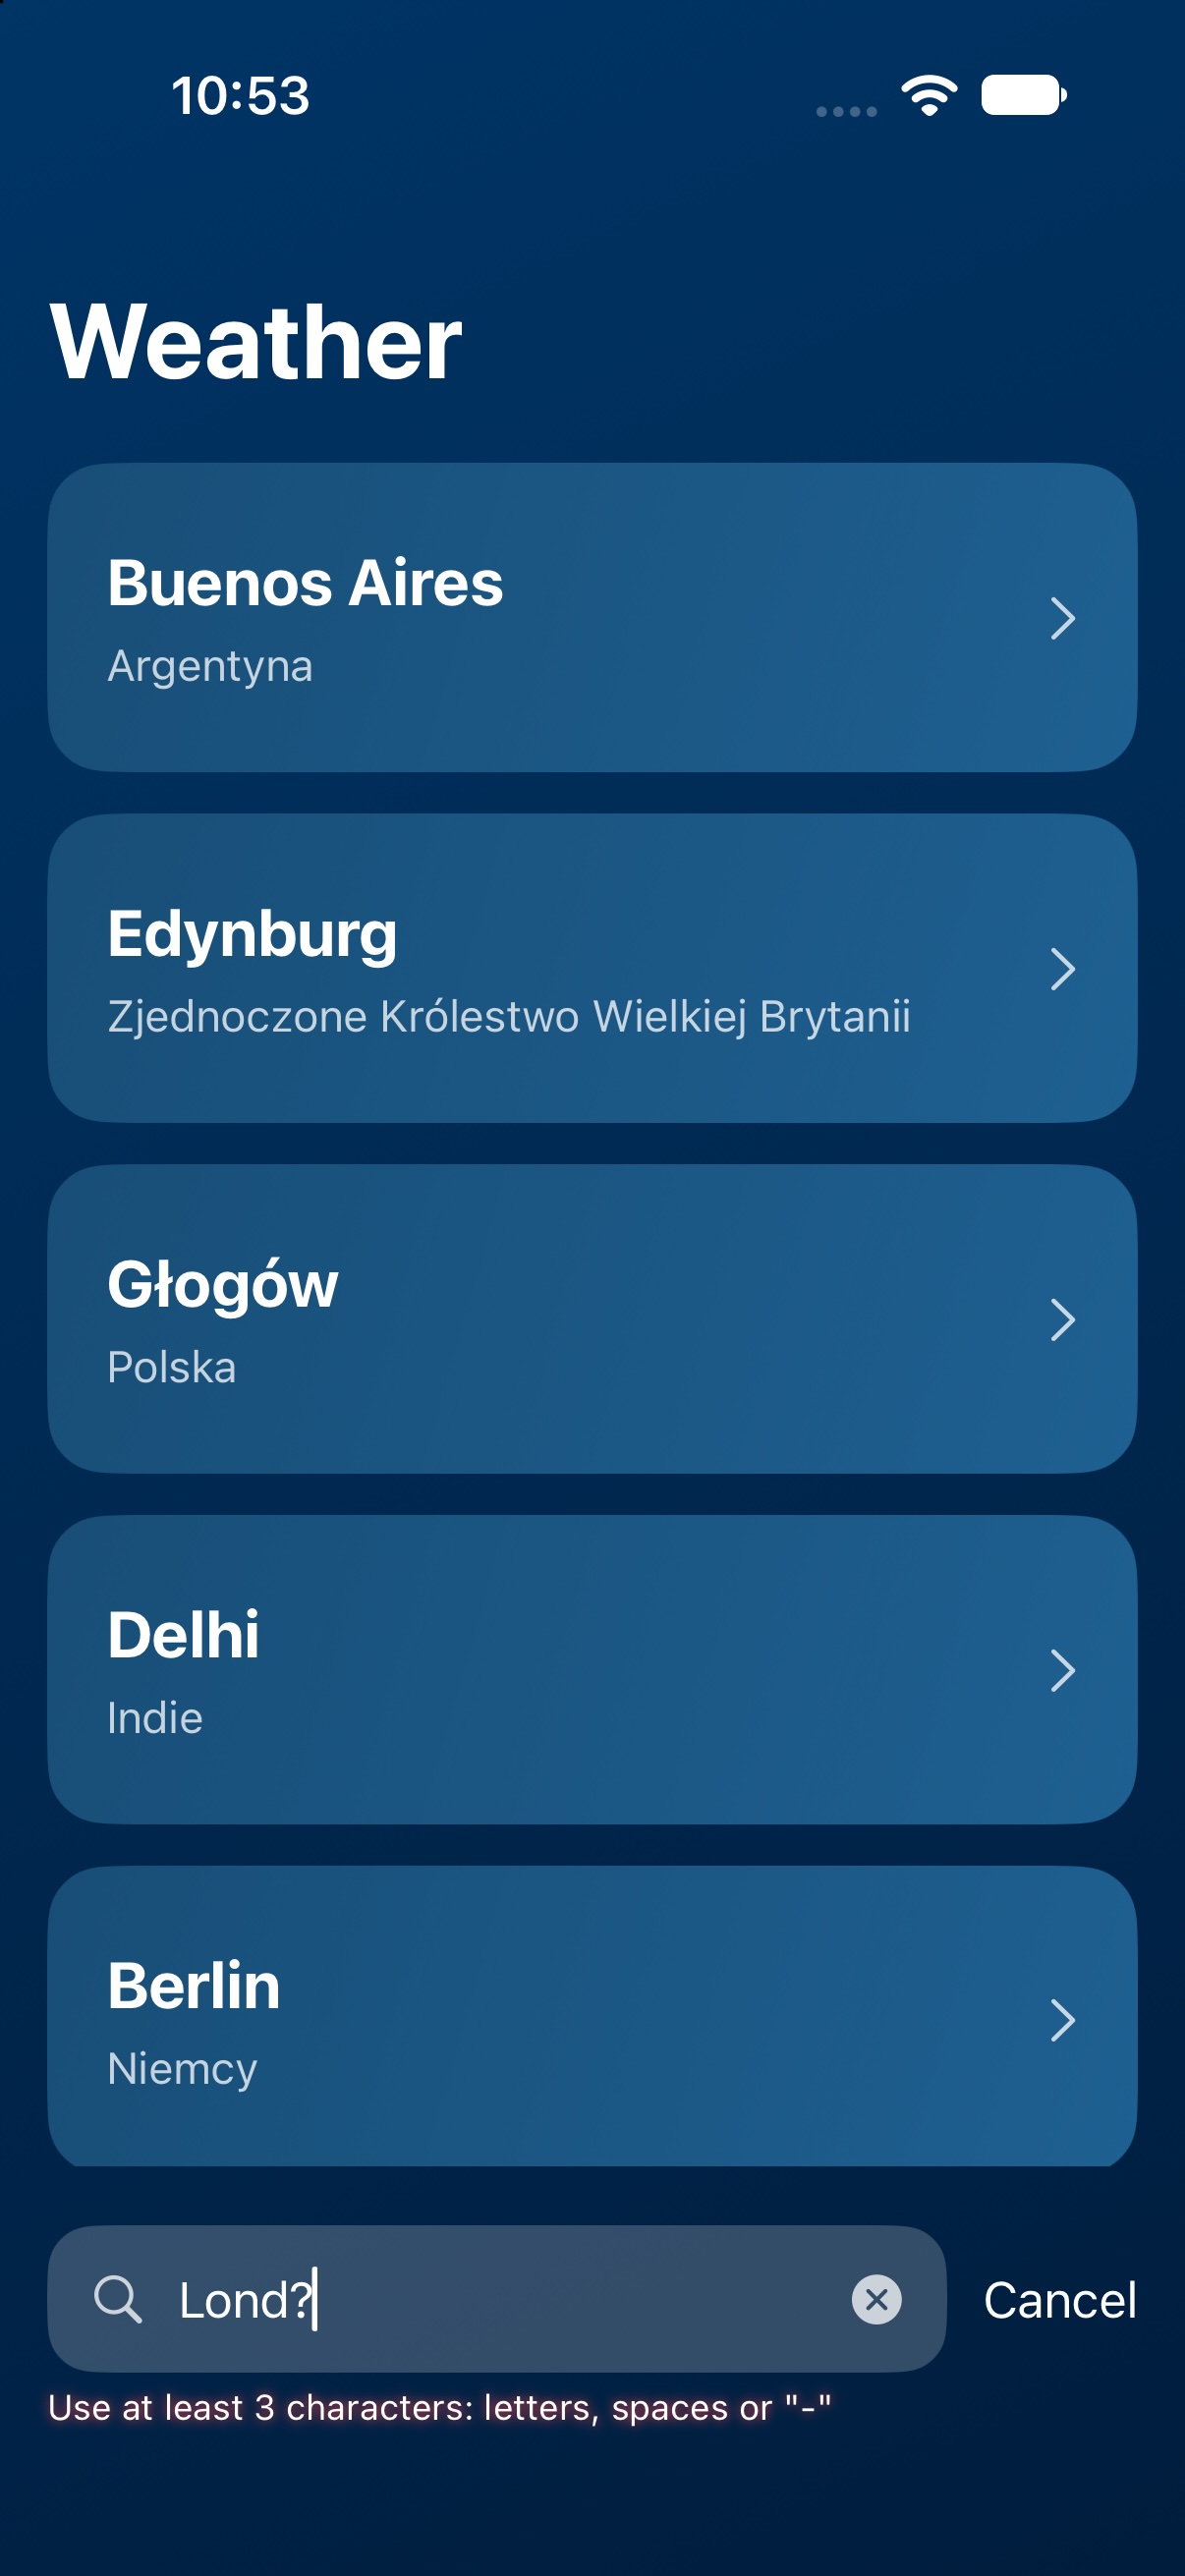 10:53
Weather
Buenos Aires
Argentyna
Edynburg
Zjednoczone Królestwo Wielkiej Brytanii
Głogów
Polska
Delhi
Indie
Berlin
Niemcy
Lond?
Cancel
Use at least 3 characters: letters, spaces or "-"